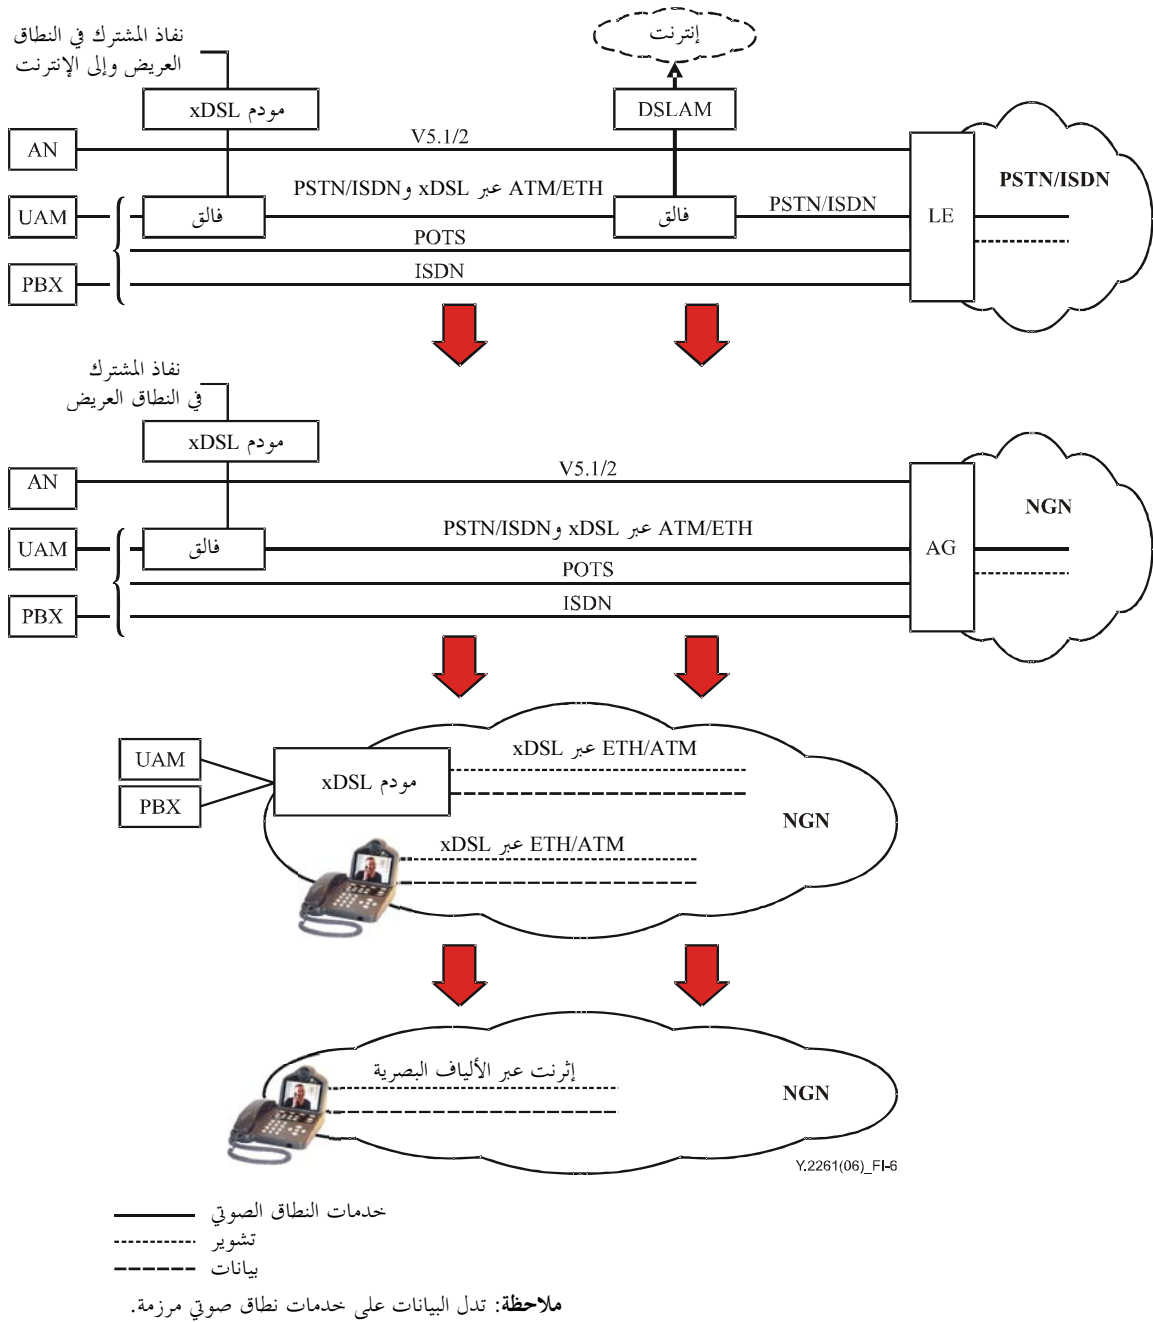 نفاذ المشترك في النطاق
العريض وإلى الإنترنت
إنترنت
مودم xDSL
DSLAM
AN
V5.1/2
PSTN/ISDN
ATM/ETH عبر xDSL وPSTN/ISDN
UAM
فالق
فالق
PSTN/ISDN
LE
POTS
PBX
ISDN
نفاذ المشترك
في النطاق العريض
مودم xDSL
AN
V5.1/2
NGN
ATM/ETH عبر xDSL وPSTN/ISDN
UAM
فالق
AG
POTS
PBX
ISDN
ETH/ATM عبر xDSL
UAM
مودم xDSL
PBX
NGN
ETH/ATM عبر xDSL
إثرنت عبر الألياف البصرية
NGN
Y.2261(06)_FI-6
خدمات النطاق الصوتي
تشوير
بيانات
ملاحظة: تدل البيانات على خدمات نطاق صوتي مرزمة.